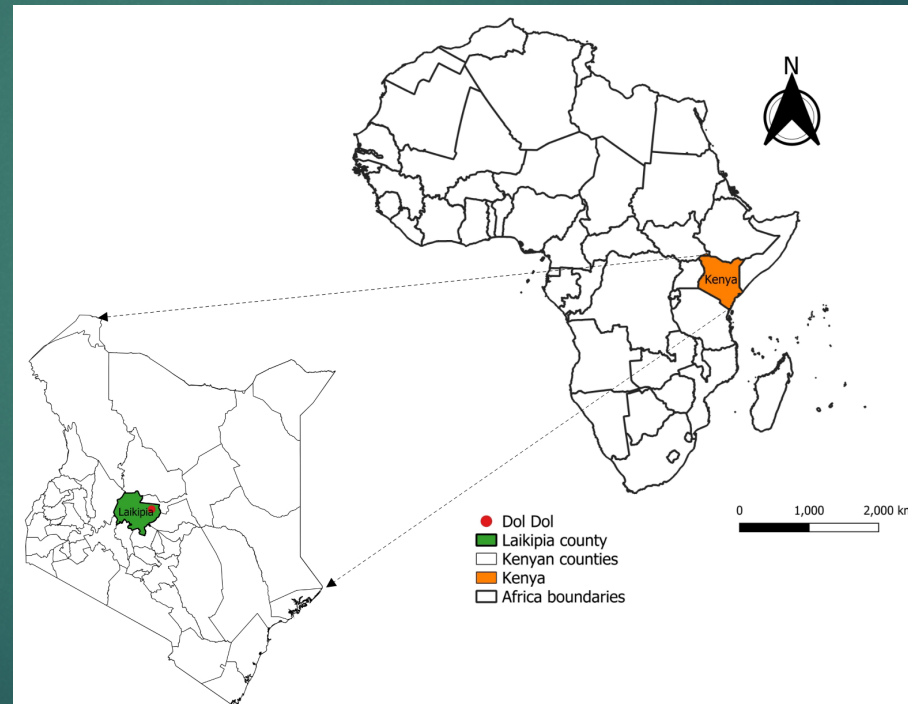 N
Kenya
Laikipia
Dol Dol
Laikipia county
Kenyan counties
Kenya
Africa boundaries
0 1,000 2,000 km